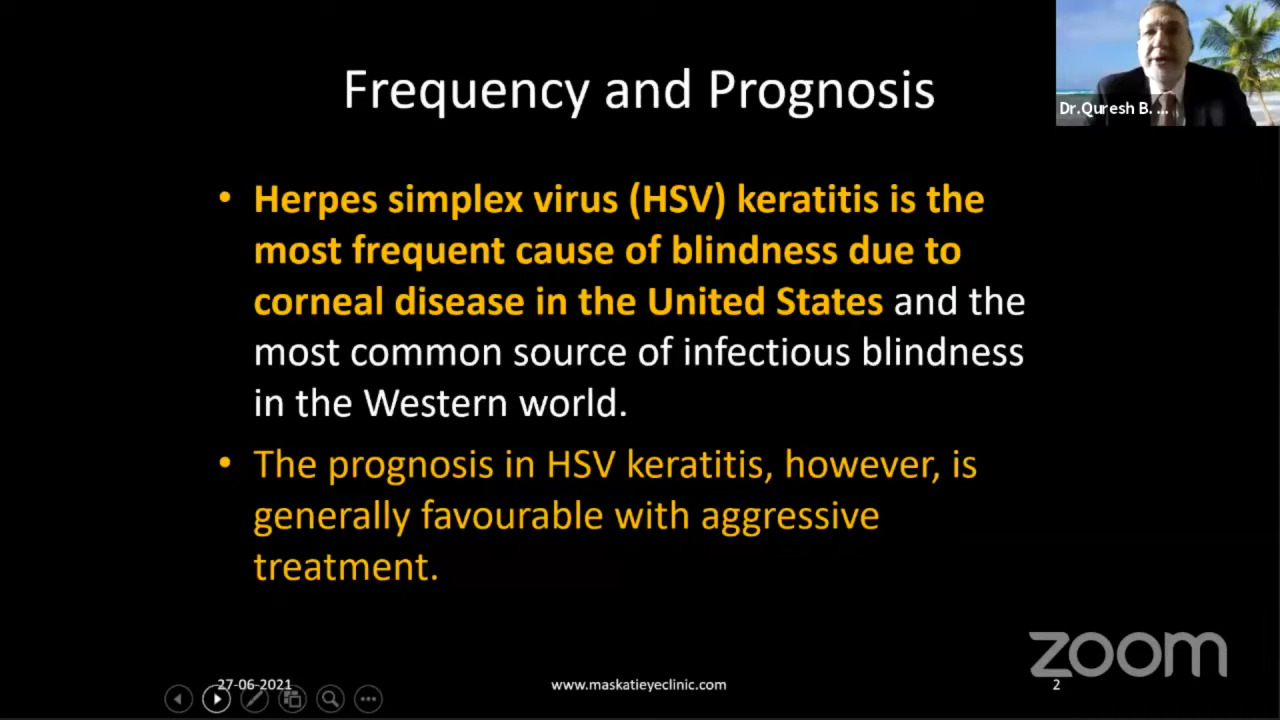 Frequency and Prognosis
Dr.Quresh B. ...
• Herpes simplex virus (HSV) keratitis is the
most frequent cause of blindness due to
corneal disease in the United States and the
most common source of infectious blindness
in the Western world.
• The prognosis in HSV keratitis, however, is
generally favourable with aggressive
treatment.
zoom
27-06-2021
www.maskatieyeclinic.com
2